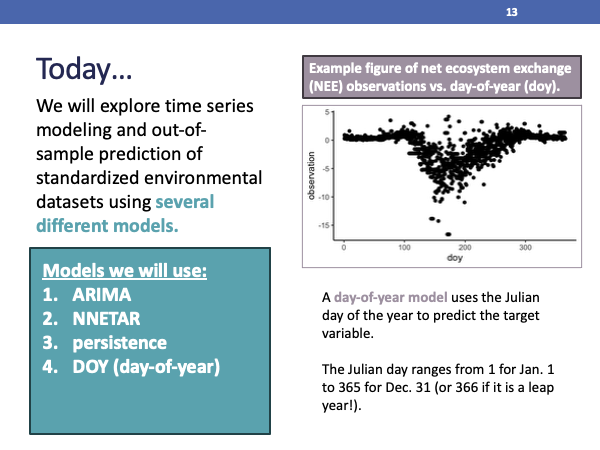 13
Today…
We will explore time series
modeling and out-of-
sample prediction of
standardized environmental
datasets using several
different models.
Models we will use:
1. ARIMA
2. NNETAR
3. persistence
4. DOY (day-of-year)
Example figure of net ecosystem exchange
(NEE) observations vs. day-of-year (doy).
observation
5
0
-5
-10
-15
0 100 200 300
doy
A day-of-year model uses the Julian
day of the year to predict the target
variable.
The Julian day ranges from 1 for Jan. 1
to 365 for Dec. 31 (or 366 if it is a leap
year!).